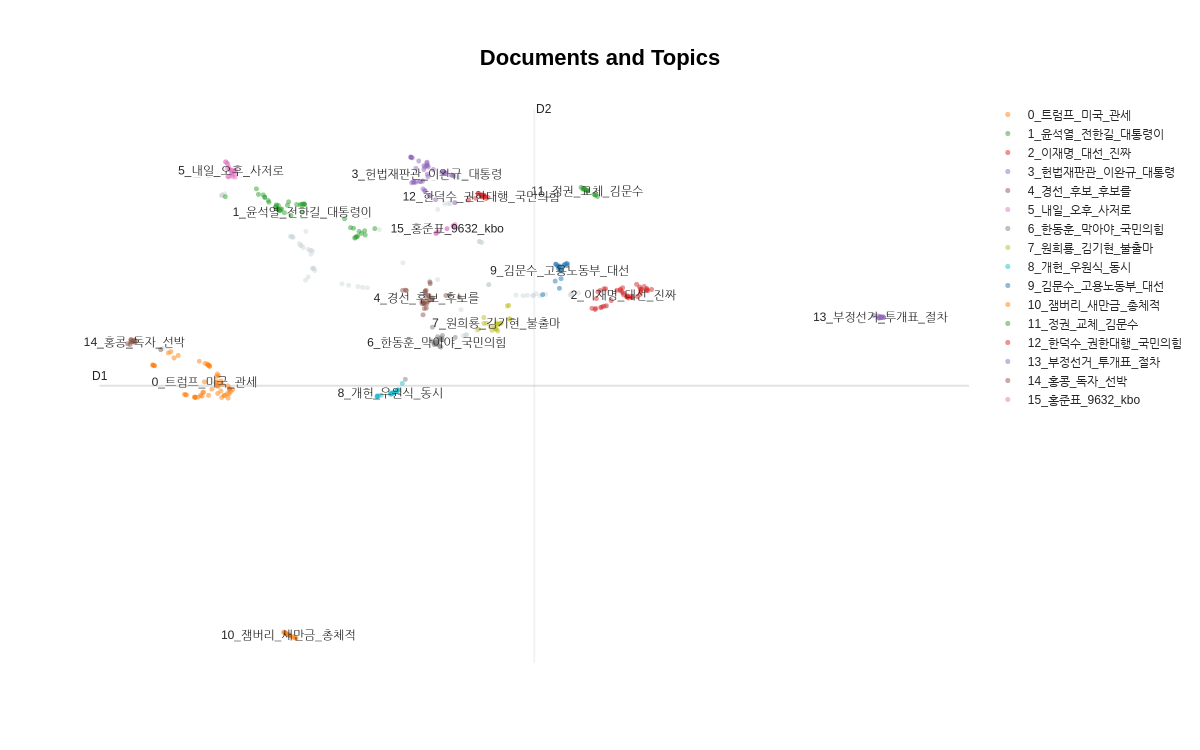 Documents and Topics
D2
5_내일_오후_사저로
3_헌법재판관_이완규_대통령
11_정권_교체_김문수
12_한덕수_권한대행_국민의힘
1_윤석열_전한길_대통령이
15_홍준표_9632_kbo
9_김문수_고용노동부_대선
4_경선_후보_후보를
2_이재명_대선_진짜
13_부정선거_투개표_절차
7_원희룡_김기현_불출마
14_홍콩_독자_선박
6_한동훈_막아야_국민의힘
D1
0_트럼프_미국_관세
8_개헌_우원식_동시
10_잼버리_새만금_총체적
0_트럼프_미국_관세
1_윤석열_전한길_대통령이
2_이재명_대선_진짜
3_헌법재판관_이완규_대통령
4_경선_후보_후보를
5_내일_오후_사저로
6_한동훈_막아야_국민의힘
7_원희룡_김기현_불출마
8_개헌_우원식_동시
9_김문수_고용노동부_대선
10_잼버리_새만금_총체적
11_정권_교체_김문수
12_한덕수_권한대행_국민의힘
13_부정선거_투개표_절차
14_홍콩_독자_선박
15_홍준표_9632_kbo